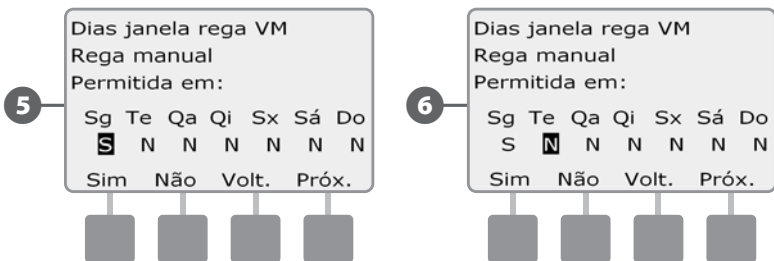 5
Dias janela rega VM
Rega manual
Permitida em:
Sg Te Qa Qi Sx Sá Do
S N N N N N N
Sim Não Volt. Próx.
6
Dias janela rega VM
Rega manual
Permitida em:
Sg Te Qa Qi Sx Sá Do
S N N N N N N
Sim Não Volt. Próx.